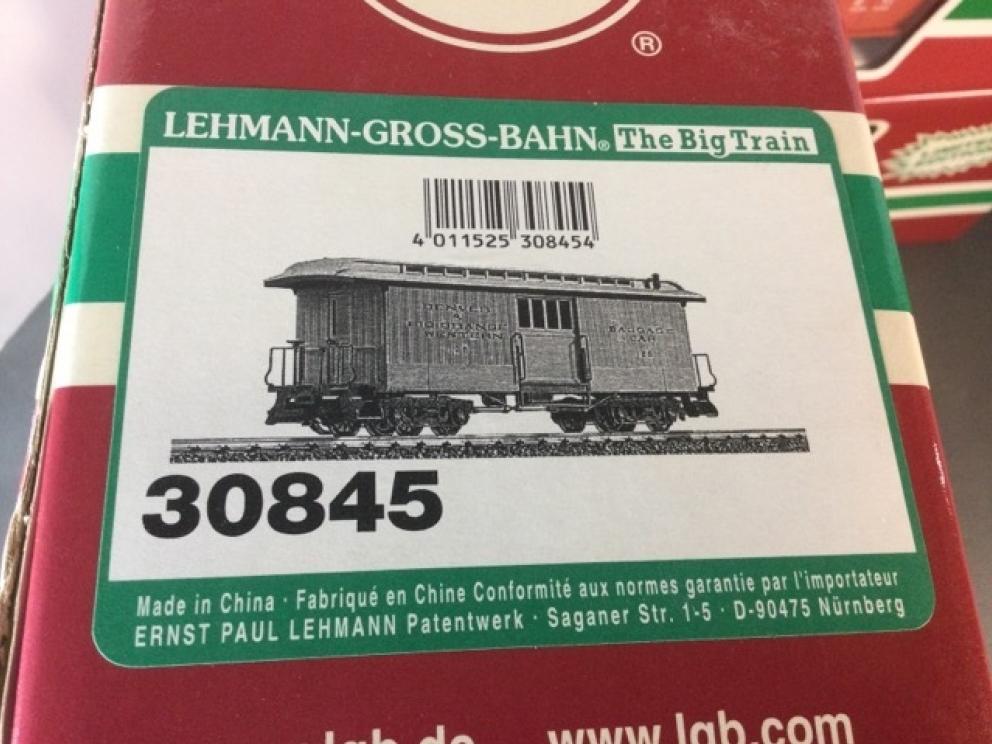 ®
LEHMANN-GROSS-BAHN® The Big Train
4 011525 308454
DENVER
&
RIO GRANDE
WESTERN
BAGGAGE
CAR
30845
Made in China · Fabriqué en Chine Conformité aux normes garantie par l'importateur
ERNST PAUL LEHMANN Patentwerk · Saganer Str. 1-5 · D-90475 Nürnberg
lgb.de www.lgb.com